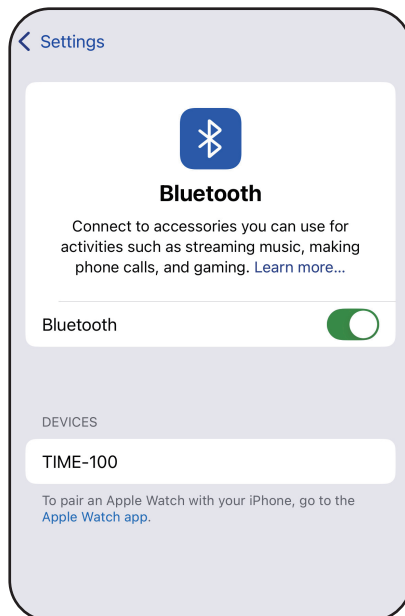 Settings
Bluetooth
Connect to accessories you can use for
activities such as streaming music, making
phone calls, and gaming. Learn more...
Bluetooth
DEVICES
TIME-100
To pair an Apple Watch with your iPhone, go to the
Apple Watch app.